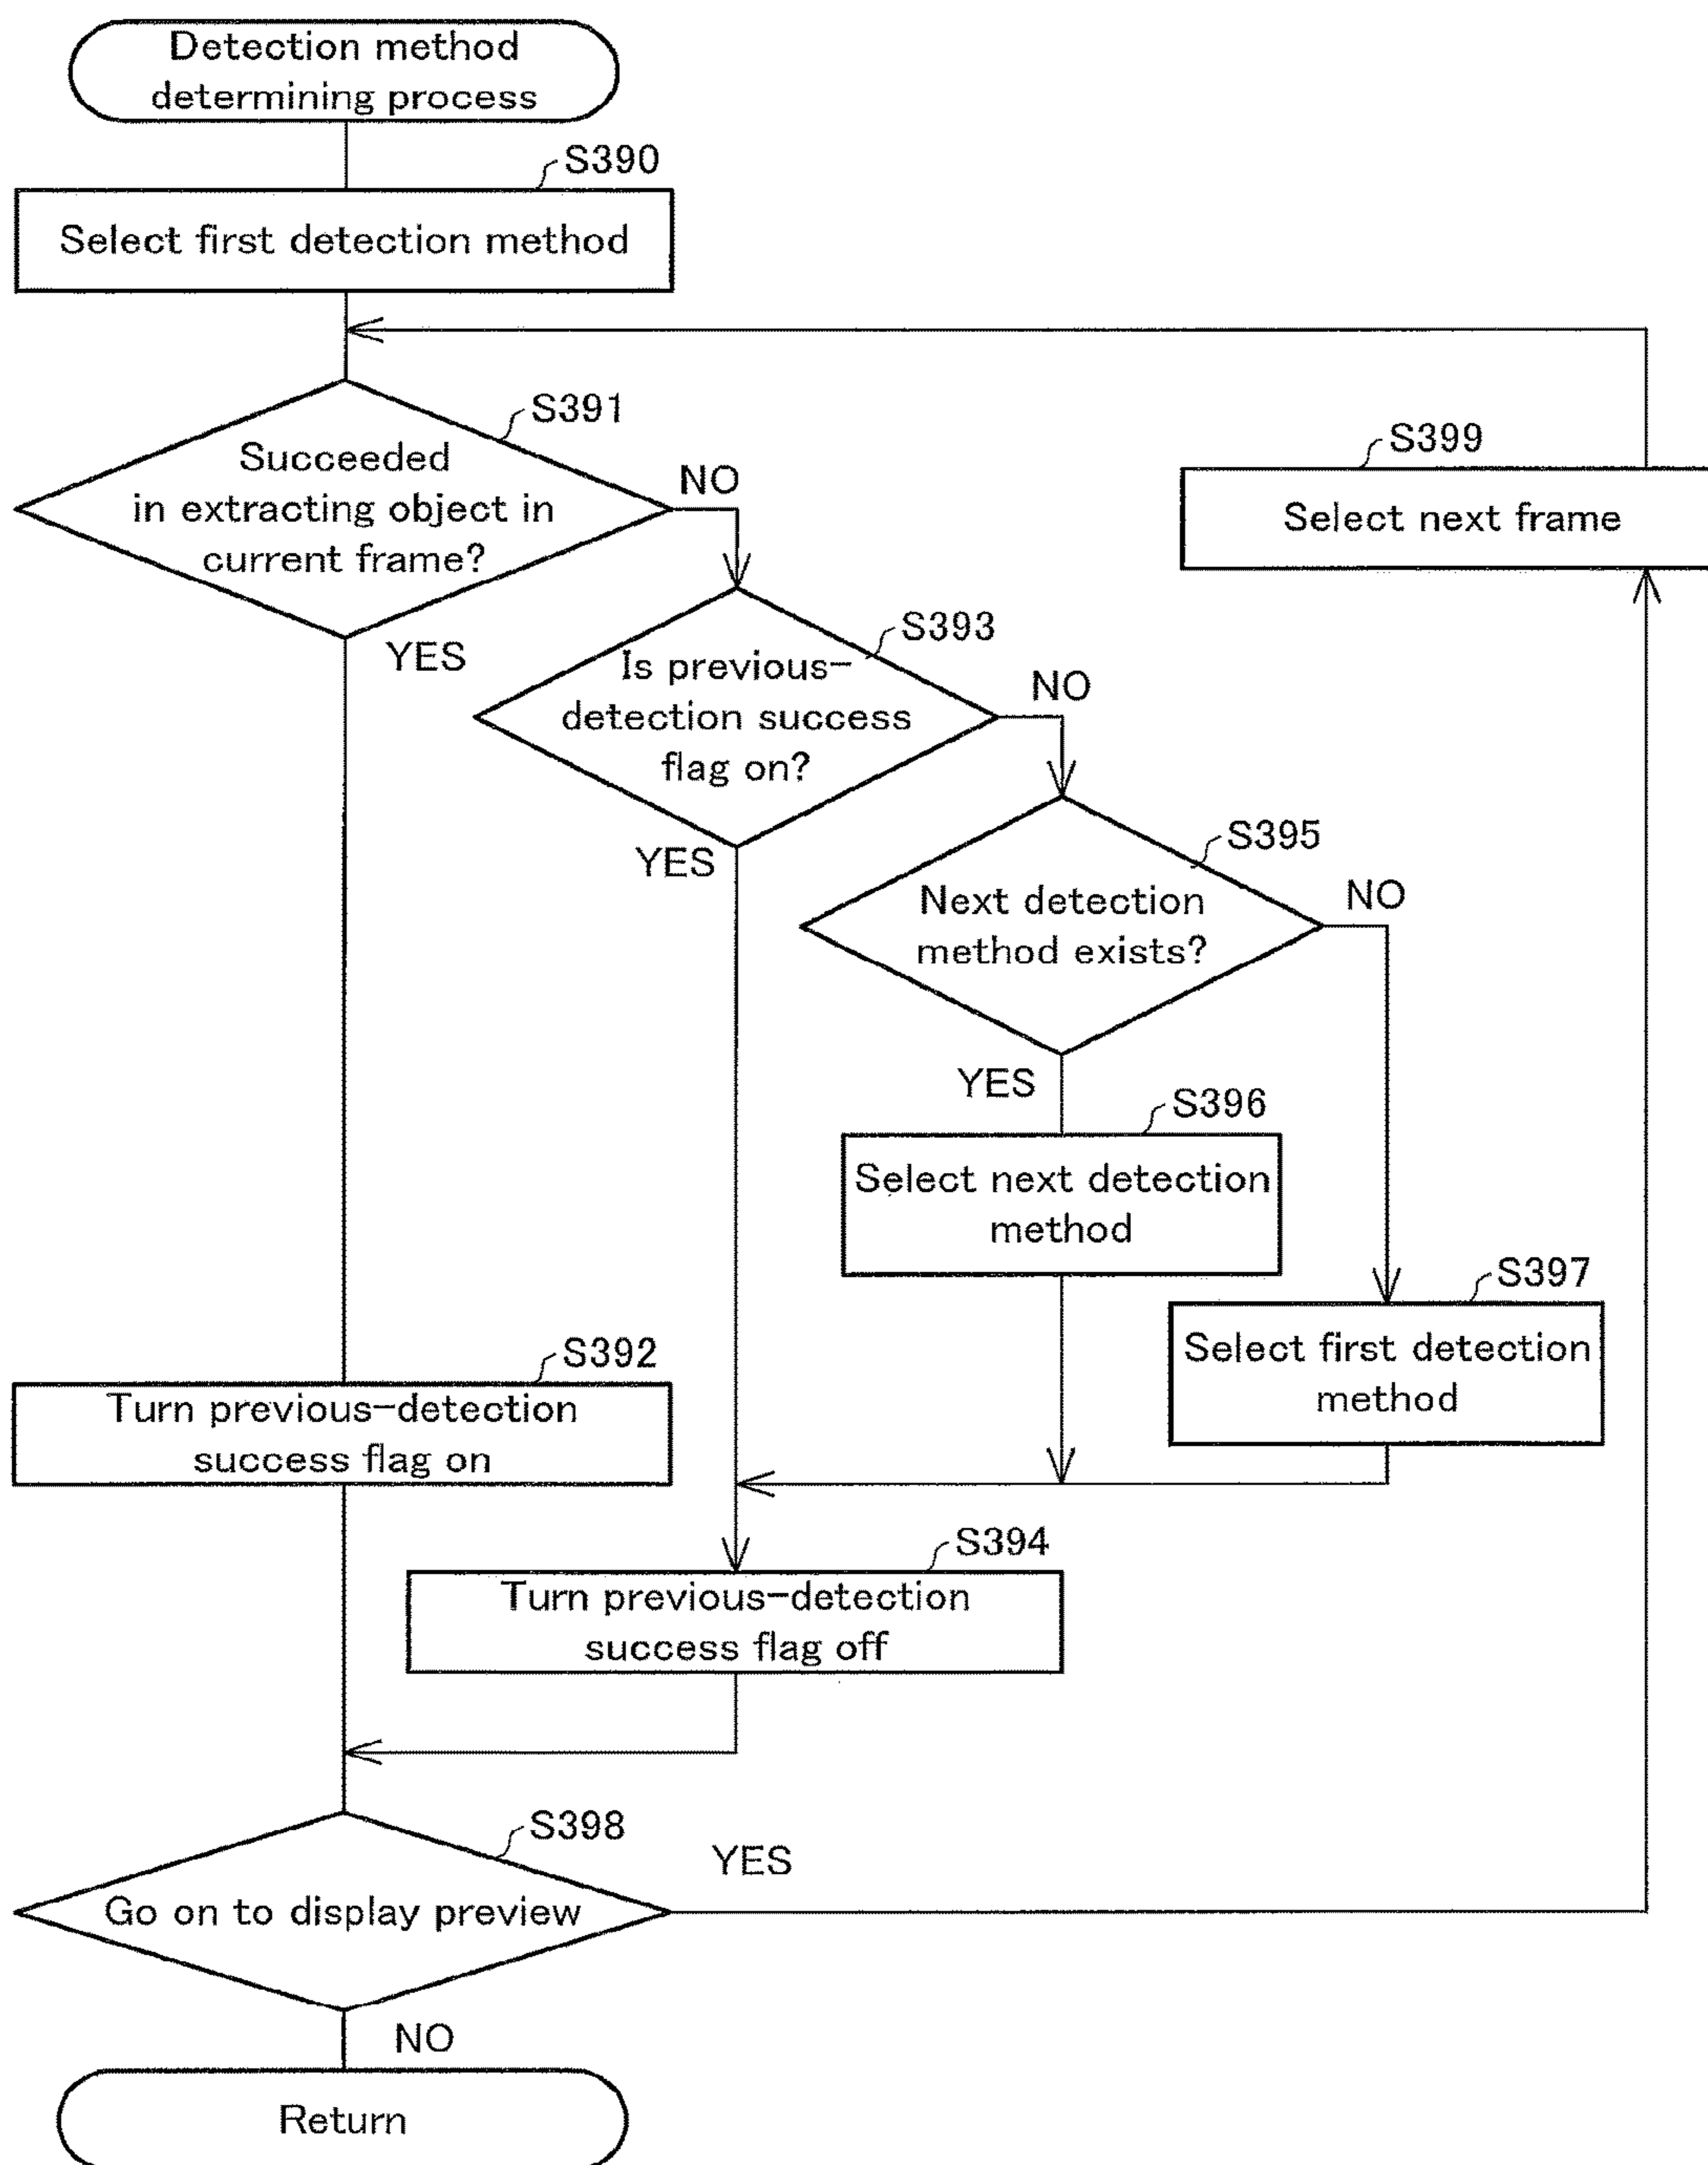 Detection method
determining process
S390
Select first detection method
S391
Succeeded
in extracting object in
current frame?
NO
YES
S399
Select next frame
S393
Is previous-
detection success
flag on?
NO
YES
S395
Next detection
method exists?
NO
YES
S396
Select next detection
method
S397
Select first detection
method
S392
Turn previous-detection
success flag on
S394
Turn previous-detection
success flag off
S398
Go on to display preview
YES
NO
Return